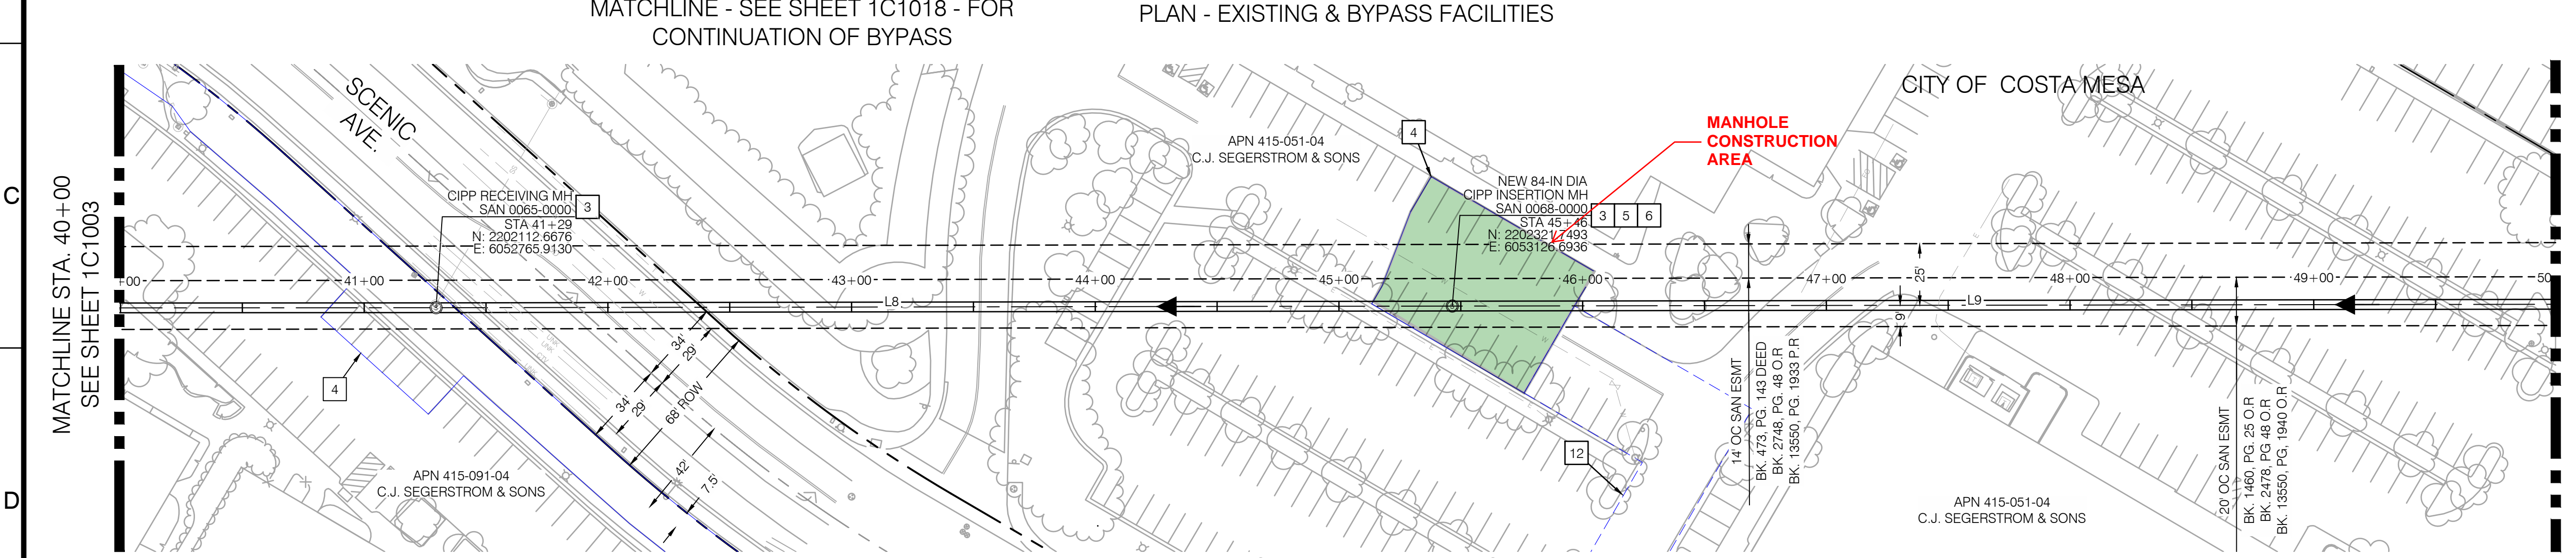 MATCHLINE - SEE SHEET 1C1018 - FOR
CONTINUATION OF BYPASS
PLAN - EXISTING & BYPASS FACILITIES
C
D
MATCHLINE STA. 40+00
SEE SHEET 1C1003
SCENIC
AVE.
CIPP RECEIVING MH
SAN 0065-0000
STA 41+29
N: 2202112.6676
E: 6052765.9130
3
4
APN 415-091-04
C.J. SEGERSTROM & SONS
34'
29'
34'
29'
68' ROW
42'
7.5'
+00
41+00
42+00
43+00
44+00
45+00
46+00
47+00
48+00
49+00
50
L8
L9
APN 415-051-04
C.J. SEGERSTROM & SONS
4
NEW 84-IN DIA
CIPP INSERTION MH
SAN 0068-0000
STA 45+46
N: 2202321.7493
E: 6053126.6936
3 5 6
MANHOLE
CONSTRUCTION
AREA
CITY OF COSTA MESA
12
25'
9'
14' OC SAN ESMT
BK. 473, PG. 143 DEED
BK. 2748, PG. 48 O.R
BK. 13550, PG. 1933 P.R
20' OC SAN ESMT
BK. 1460, PG. 25 O.R
BK. 2478, PG 48 O.R
BK. 13550, PG, 1940 O.R
APN 415-051-04
C.J. SEGERSTROM & SONS